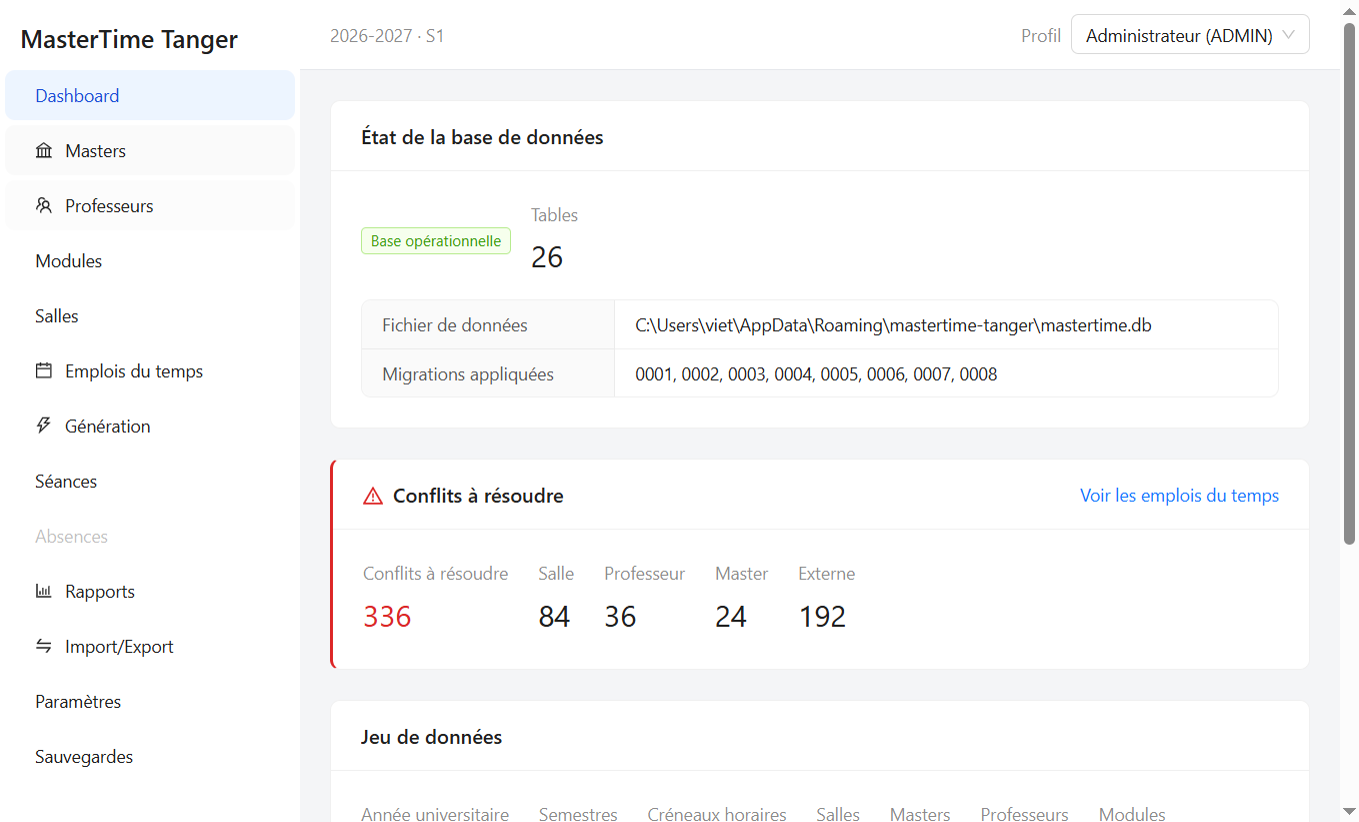 MasterTime Tanger
2026-2027 · S1
Profil
Administrateur (ADMIN)
Dashboard
Masters
Professeurs
Modules
Salles
Emplois du temps
Génération
Séances
Absences
Rapports
Import/Export
Paramètres
Sauvegardes
État de la base de données
Base opérationnelle
Tables
26
Fichier de données
C:\Users\viet\AppData\Roaming\mastertime-tanger\mastertime.db
Migrations appliquées
0001, 0002, 0003, 0004, 0005, 0006, 0007, 0008
Conflits à résoudre
Voir les emplois du temps
Conflits à résoudre Salle Professeur Master Externe
336 84 36 24 192
Jeu de données
Année universitaire Semestres Créneaux horaires Salles Masters Professeurs Modules